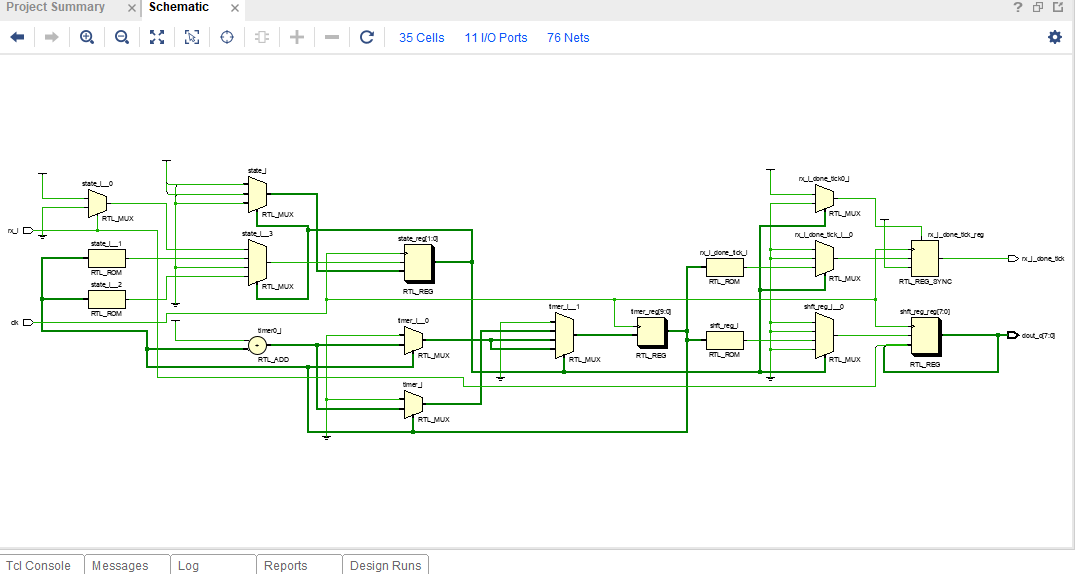 Project Summary × Schematic ×
35 Cells 11 I/O Ports 76 Nets
state_i
state_i__0
RTL_MUX
RTL_MUX
rx_i
state_i__1
RTL_ROM
state_i__2
RTL_ROM
clk
state_i__3
RTL_MUX
state_reg[1:0]
RTL_REG
timer0_i
+
RTL_ADD
timer_i__0
RTL_MUX
timer_i
RTL_MUX
timer_i__1
RTL_MUX
timer_reg[9:0]
RTL_REG
rx_i_done_tick_i
RTL_ROM
shft_reg_i
RTL_ROM
rx_i_done_tick0_i
RTL_MUX
rx_i_done_tick_i__0
RTL_MUX
shft_reg_i__0
RTL_MUX
rx_i_done_tick_reg
RTL_REG_SYNC
rx_i_done_tick
shft_reg_reg[7:0]
RTL_REG
dout_o[7:0]
Tcl Console Messages Log Reports Design Runs